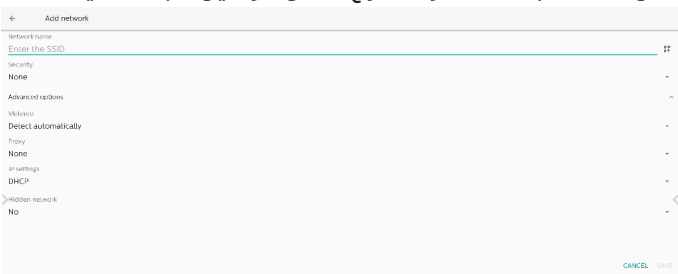 Add network
Network name
Enter the SSID
Security
None
Advanced options
Metered
Detect automatically
Proxy
None
IP settings
DHCP
Hidden network
No
CANCEL SAVE